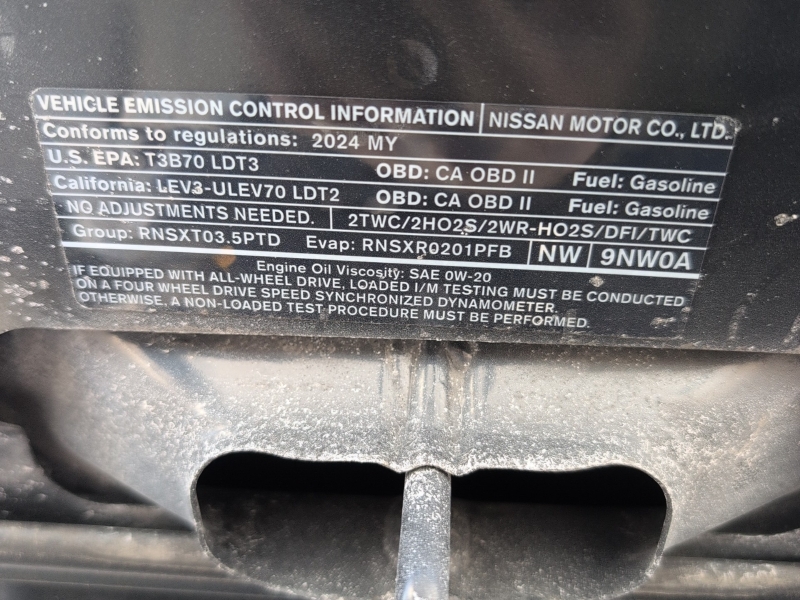 VEHICLE EMISSION CONTROL INFORMATION NISSAN MOTOR CO., LTD.
Conforms to regulations: 2024 MY
U.S. EPA: T3B70 LDT3 OBD: CA OBD II Fuel: Gasoline
California: LEV3-ULEV70 LDT2 OBD: CA OBD II Fuel: Gasoline
NO ADJUSTMENTS NEEDED. 2TWC/2HO2S/2WR-HO2S/DFI/TWC
Group: RNSXT03.5PTD Evap: RNSXR0201PFB NW 9NW0A
Engine Oil Viscosity: SAE 0W-20
IF EQUIPPED WITH ALL-WHEEL DRIVE, LOADED I/M TESTING MUST BE CONDUCTED
ON A FOUR WHEEL DRIVE SPEED SYNCHRONIZED DYNAMOMETER.
OTHERWISE, A NON-LOADED TEST PROCEDURE MUST BE PERFORMED.